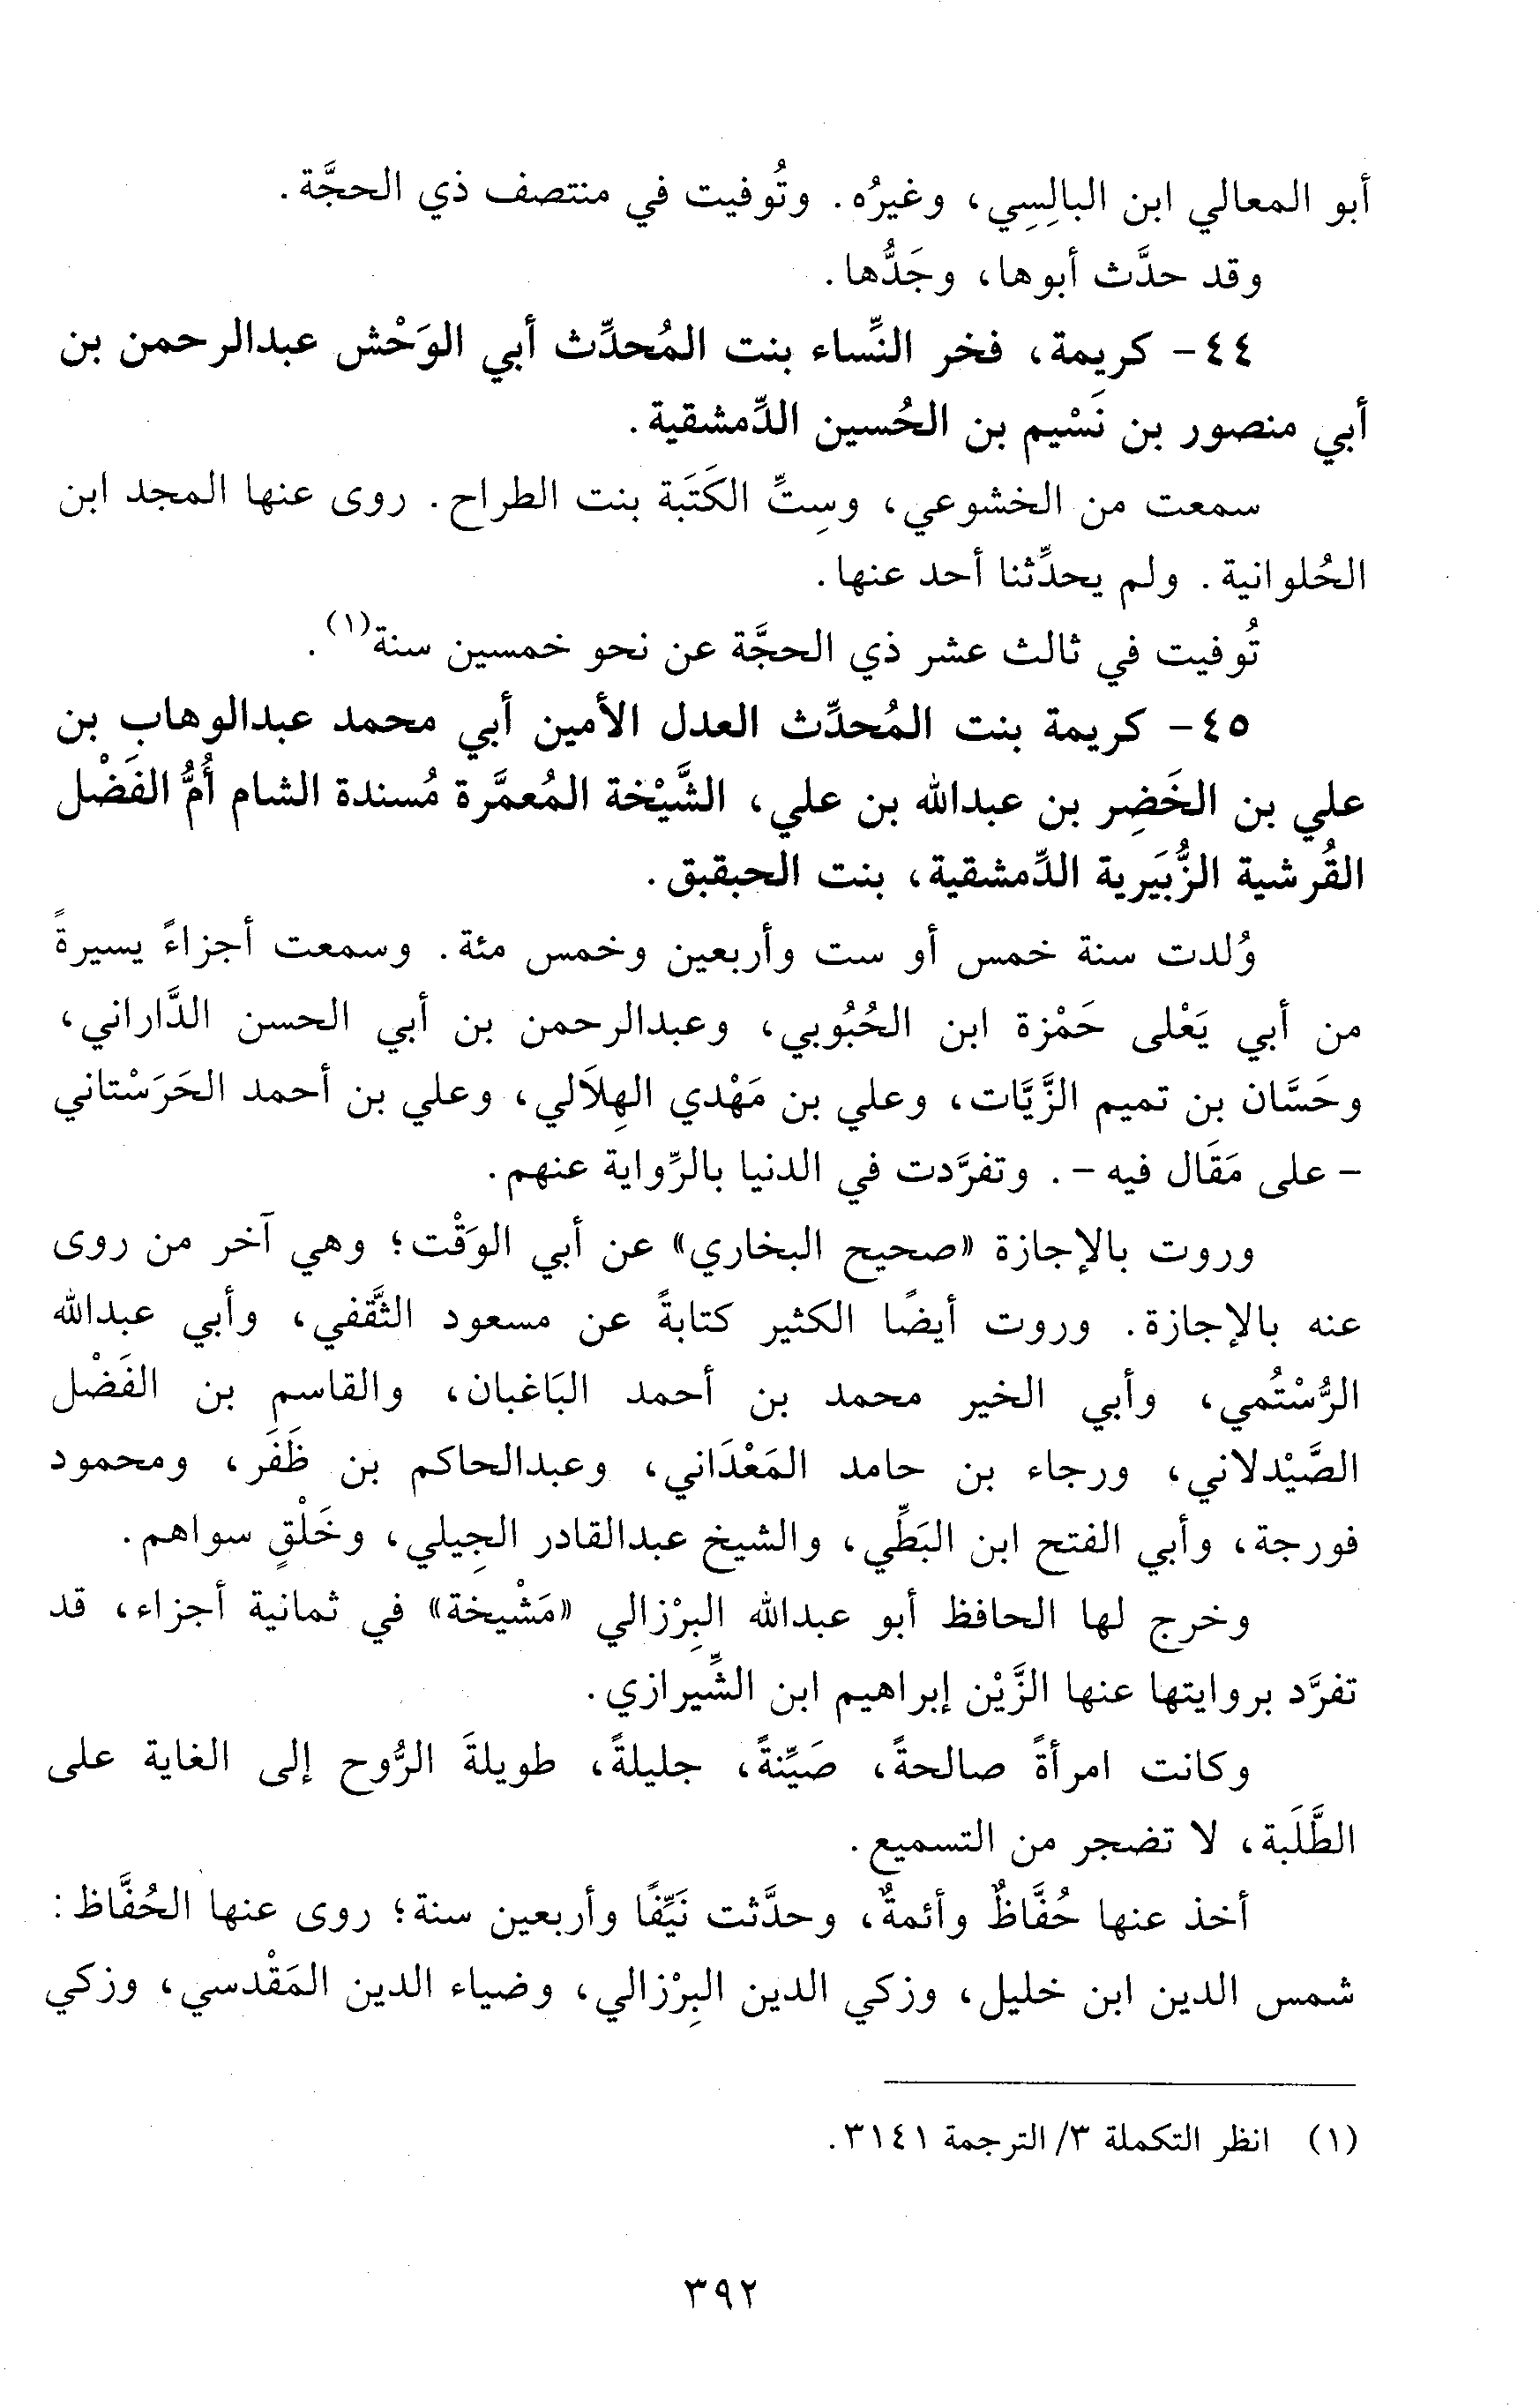 أبو المعالي ابن البالِسِي، وغيرُه. وتُوفيت في منتصف ذي الحجَّة.
وقد حدَّث أبوها، وجَدُّها.
٤٤- كريمة، فخر النِّساء بنت المُحدِّث أبي الوَحْش عبدالرحمن بن
أبي منصور بن نَسْيم بن الحُسين الدِّمشقية.
سمعت من الخشوعي، وسِتِّ الكَتَبة بنت الطراح. روى عنها المجد ابن
الحُلوانية. ولم يحدِّثنا أحد عنها.
تُوفيت في ثالث عشر ذي الحجَّة عن نحو خمسين سنة(١).
٤٥- كريمة بنت المُحدِّث العدل الأمين أبي محمد عبدالوهاب بن
علي بن الخَضِر بن عبدالله بن علي، الشَّيْخة المُعمَّرة مُسندة الشام أُمُّ الفَضْل
القُرشية الزُّبَيرية الدِّمشقية، بنت الحبقبق.
وُلدت سنة خمس أو ست وأربعين وخمس مئة. وسمعت أجزاءً يسيرةً
من أبي يَعْلى حَمْزة ابن الحُبُوبي، وعبدالرحمن بن أبي الحسن الدَّاراني،
وحَسَّان بن تميم الزَّيَّات، وعلي بن مَهْدي الهِلاَلي، وعلي بن أحمد الحَرَسْتاني
- على مَقَال فيه -. وتفرَّدت في الدنيا بالرِّواية عنهم.
وروت بالإجازة «صحيح البخاري» عن أبي الوَقْت؛ وهي آخر من روى
عنه بالإجازة. وروت أيضًا الكثير كتابةً عن مسعود الثَّقفي، وأبي عبدالله
الرُّسْتُمي، وأبي الخير محمد بن أحمد البَاغبان، والقاسم بن الفَضْل
الصَّيْدلاني، ورجاء بن حامد المَعْدَاني، وعبدالحاكم بن ظَفَر، ومحمود
فورجة، وأبي الفتح ابن البَطِّي، والشيخ عبدالقادر الجِيلي، وخَلْقٍ سواهم.
وخرج لها الحافظ أبو عبدالله البِرْزالي «مَشْيخة» في ثمانية أجزاء، قد
تفرَّد بروايتها عنها الزَّيْن إبراهيم ابن الشِّيرازي.
وكانت امرأةً صالحةً، صَيِّنةً، جليلةً، طويلةَ الرُّوح إلى الغاية على
الطَّلَبة، لا تضجر من التسميع.
أخذ عنها حُفَّاظٌ وأئمةٌ، وحدَّثت نَيِّفًا وأربعين سنة؛ روى عنها الحُفَّاظ:
شمس الدين ابن خليل، وزكي الدين البِرْزالي، وضياء الدين المَقْدسي، وزكي
(١) انظر التكملة ٣/ الترجمة ٣١٤١.
٣٩٢